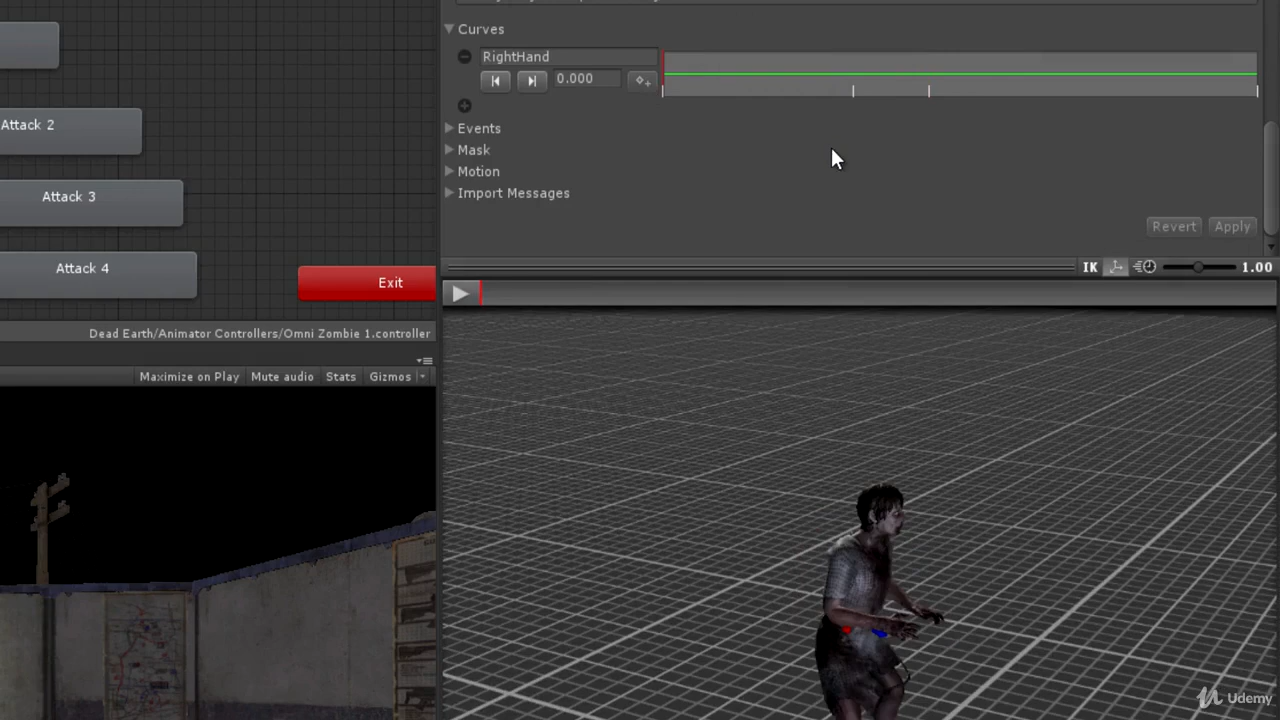 Curves
RightHand
0.000
Attack 2
Events
Mask
Motion
Attack 3
Import Messages
Revert Apply
Attack 4
IK 1.00
Exit
Dead Earth/Animator Controllers/Omni Zombie 1.controller
Maximize on Play Mute audio Stats Gizmos
Udemy